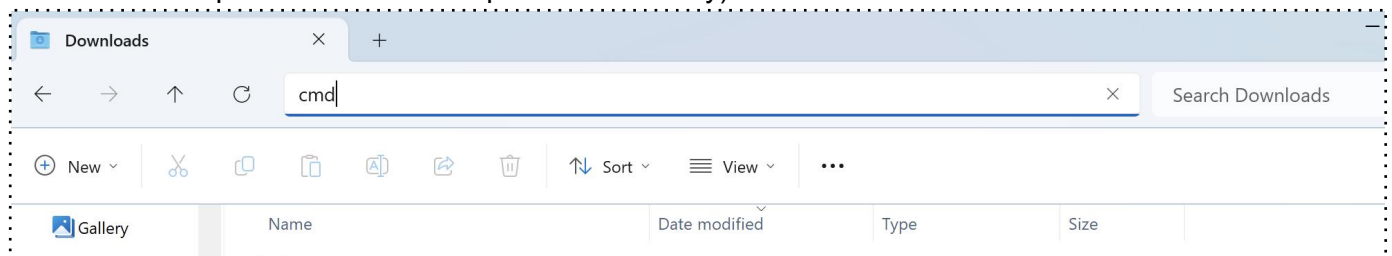 Downloads
cmd
Search Downloads
New
Sort
View
Gallery
Name
Date modified
Type
Size